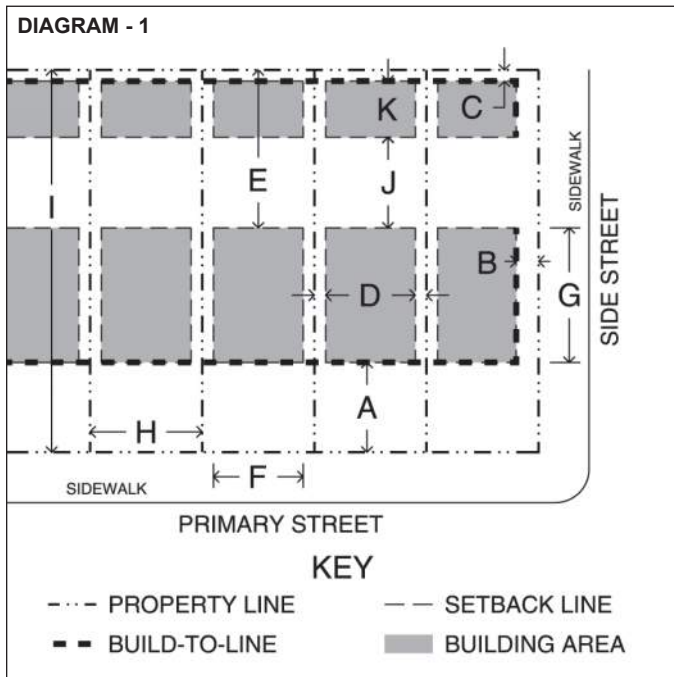 DIAGRAM - 1
K
C
E
J
I
SIDEWALK
SIDE STREET
B
D
G
A
H
F
SIDEWALK
PRIMARY STREET
KEY
PROPERTY LINE
SETBACK LINE
BUILD-TO-LINE
BUILDING AREA